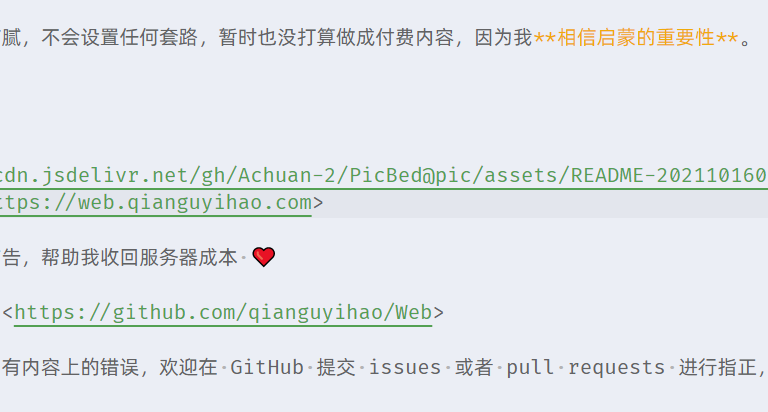 腻，不会设置任何套路，暂时也没打算做成付费内容，因为我**相信启蒙的重要性**。
cdn.jsdelivr.net/gh/Achuan-2/PicBed@pic/assets/README-202110160
ttps://web.qianguyihao.com>
告，帮助我收回服务器成本·❤️
<https://github.com/qianguyihao/Web>
有内容上的错误，欢迎在·GitHub·提交·issues·或者·pull·requests·进行指正，